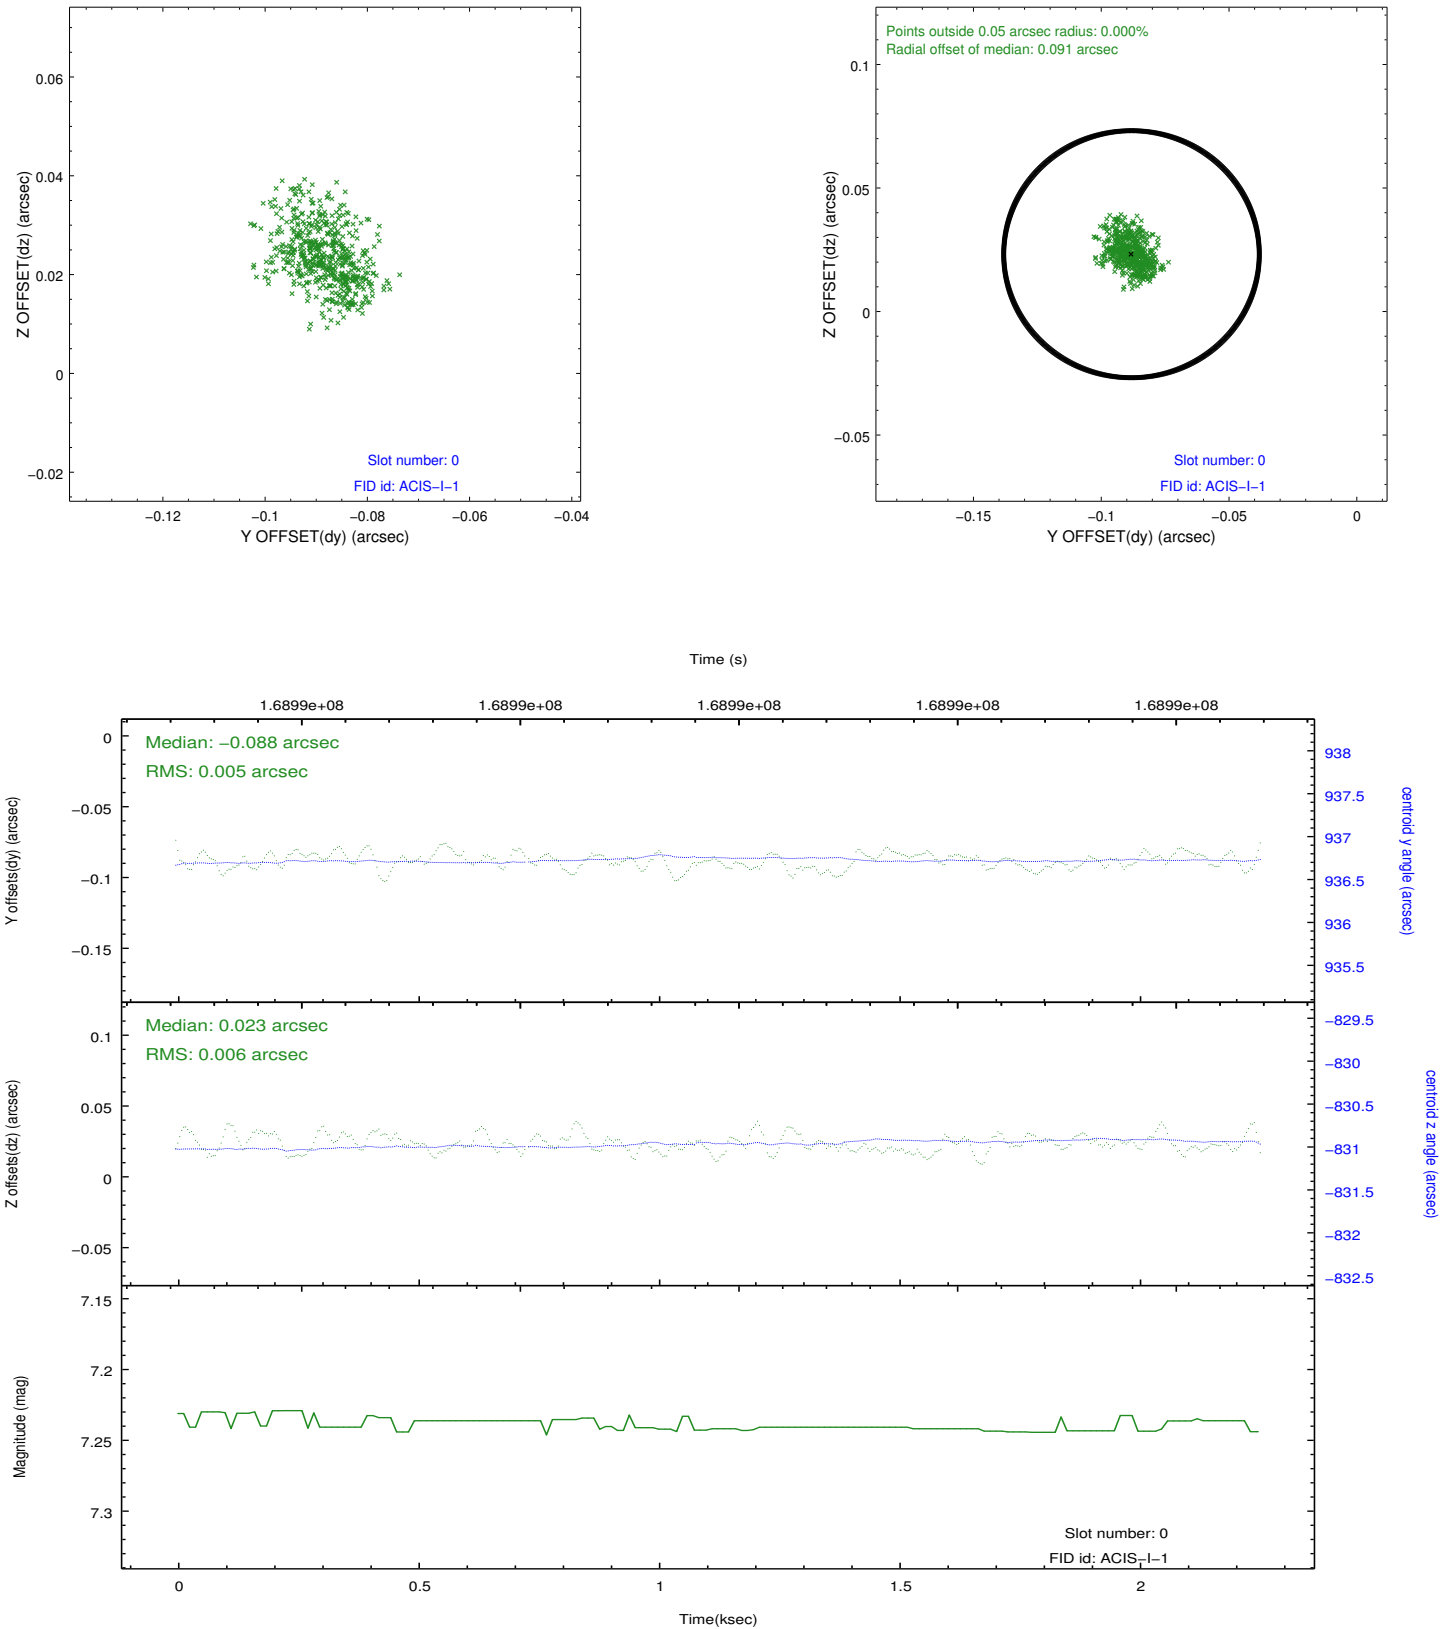 0.06
0.04
0.02
0
−0.02
Z OFFSET(dz) (arcsec)
Slot number: 0
FID id: ACIS−I−1
−0.12
−0.1
−0.08
−0.06
−0.04
Y OFFSET(dy) (arcsec)
Points outside 0.05 arcsec radius: 0.000%
Radial offset of median: 0.091 arcsec
0.1
0.05
0
−0.05
Z OFFSET(dz) (arcsec)
Slot number: 0
FID id: ACIS−I−1
−0.15
−0.1
−0.05
0
Y OFFSET(dy) (arcsec)
Time (s)
1.6899e+08
1.6899e+08
1.6899e+08
1.6899e+08
1.6899e+08
Median: −0.088 arcsec
RMS: 0.005 arcsec
0
−0.05
−0.1
−0.15
Y offsets(dy) (arcsec)
938
937.5
937
936.5
936
935.5
centroid y angle (arcsec)
Median: 0.023 arcsec
RMS: 0.006 arcsec
0.1
0.05
0
−0.05
Z offsets(dz) (arcsec)
−829.5
−830
−830.5
−831
−831.5
−832
−832.5
centroid z angle (arcsec)
7.15
7.2
7.25
7.3
Magnitude (mag)
Slot number: 0
FID id: ACIS−I−1
0
0.5
1
1.5
2
Time(ksec)